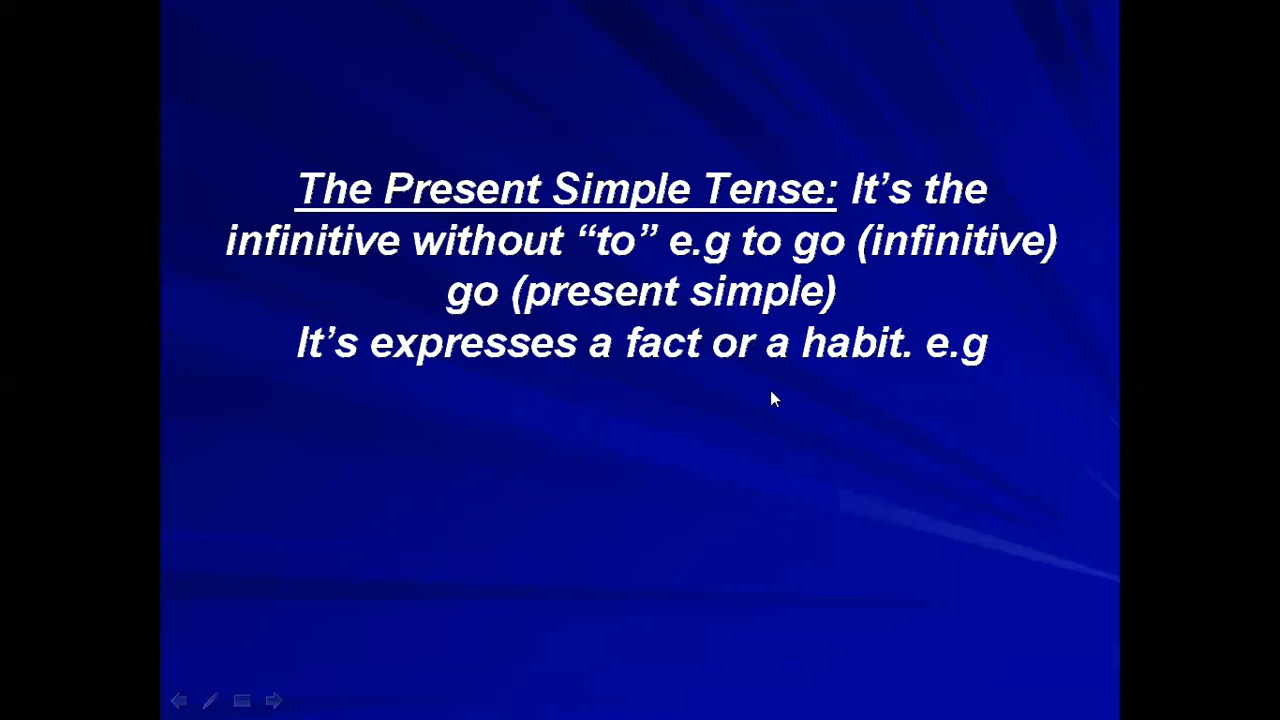 The Present Simple Tense: It’s the
infinitive without “to” e.g to go (infinitive)
go (present simple)
It’s expresses a fact or a habit. e.g